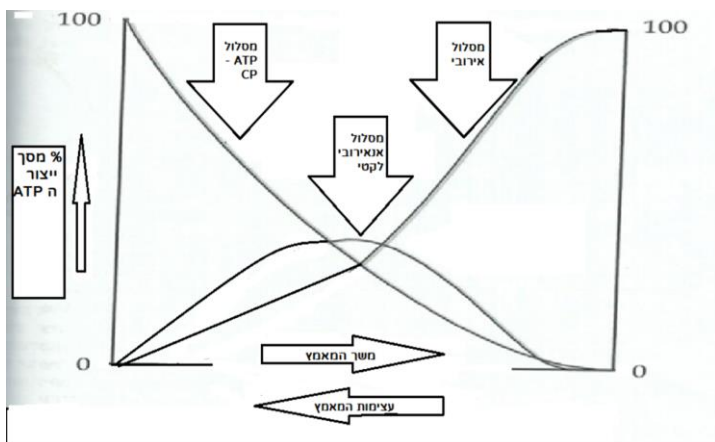 100
100
מסלול
ATP
- 
CP
מסלול
אירובי
מסלול
אנאירובי
לקטי
% מסך
ייצור
ה ATP
משך המאמץ
עצימות המאמץ
0
0